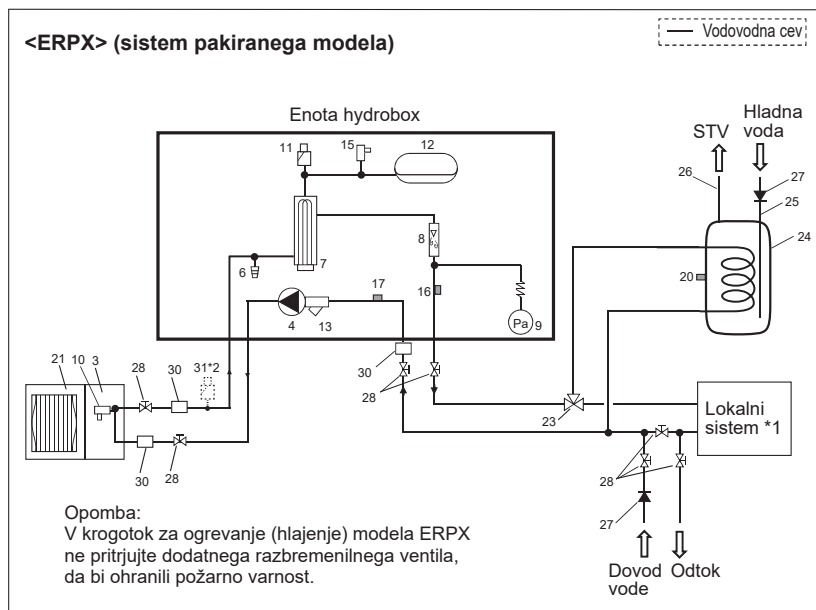 <ERPX> (sistem pakiranega modela)
Vodovodna cev
Enota hydrobox
STV
Hladna
voda
11
15
12
27
26
25
24
8
7
6
17
16
20
4
13
Pa
9
21
10
3
28
30
31*2
30
28
23
Lokalni
sistem *1
30
28
28
27
Opomba:
V krogotok za ogrevanje (hlajenje) modela ERPX
ne pritrjujte dodatnega razbremenilnega ventila,
da bi ohranili požarno varnost.
Dovod
vode
Odtok